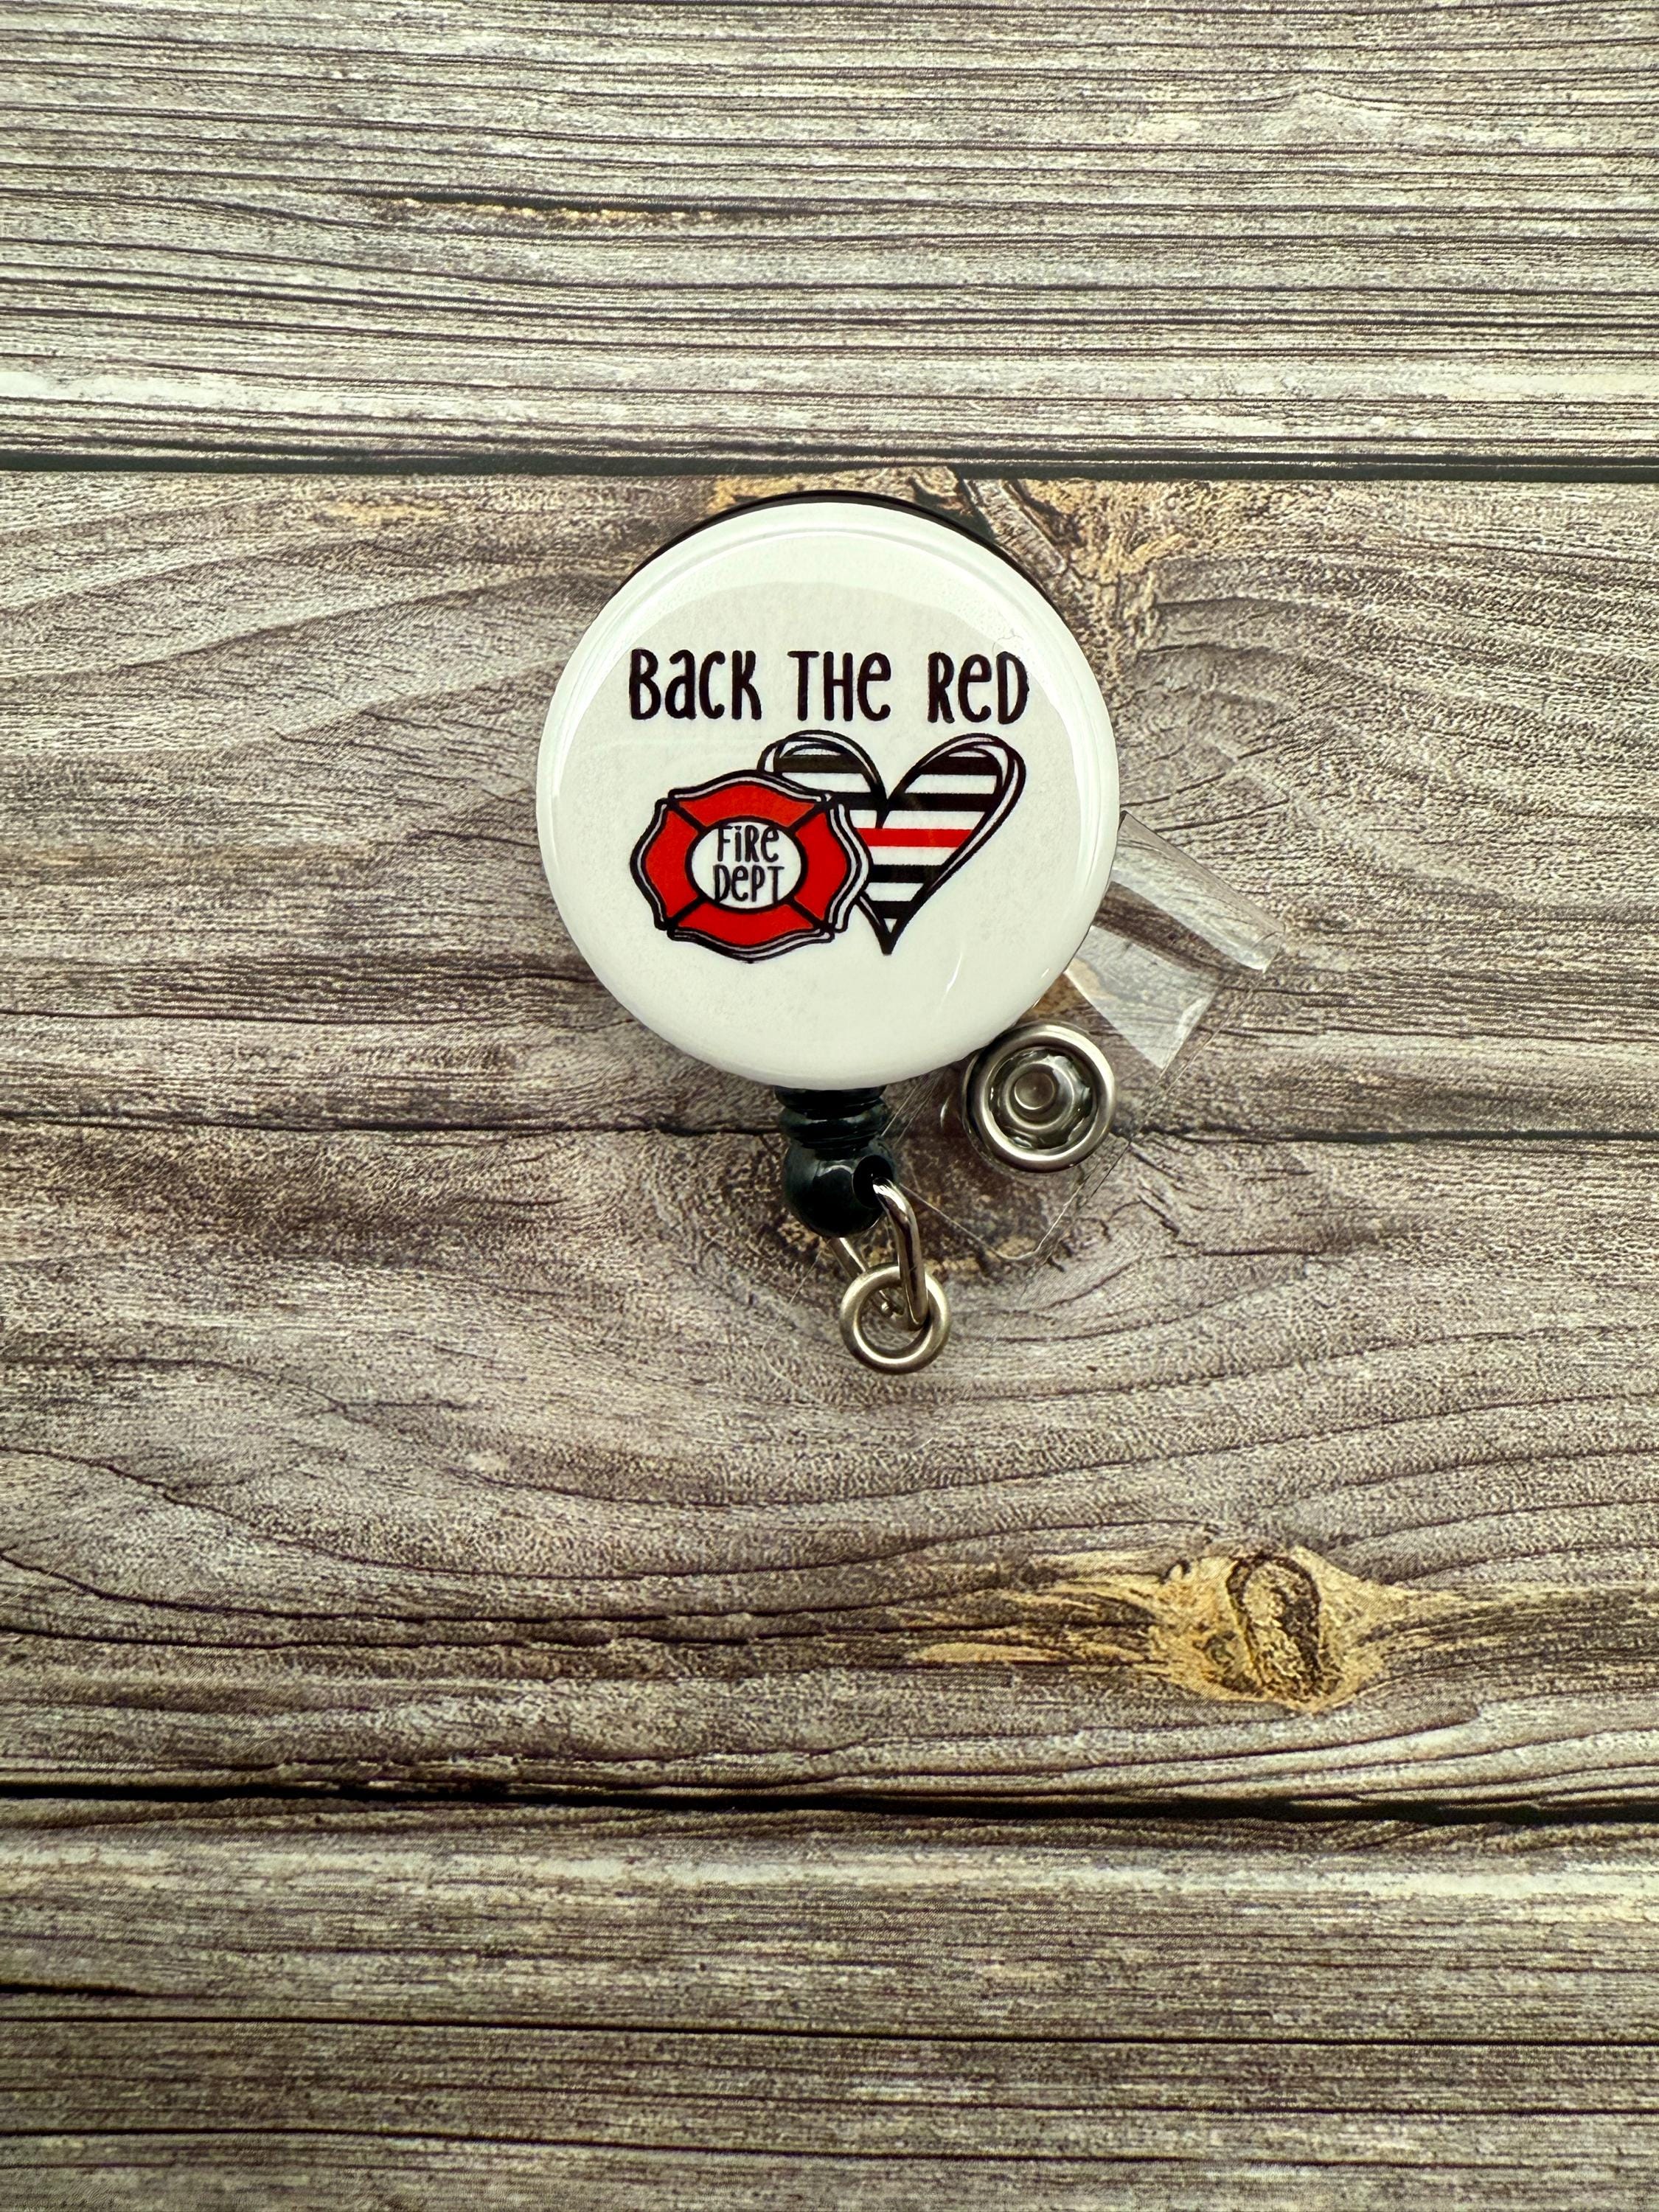 BaCK THe ReD
FiRe
DePT